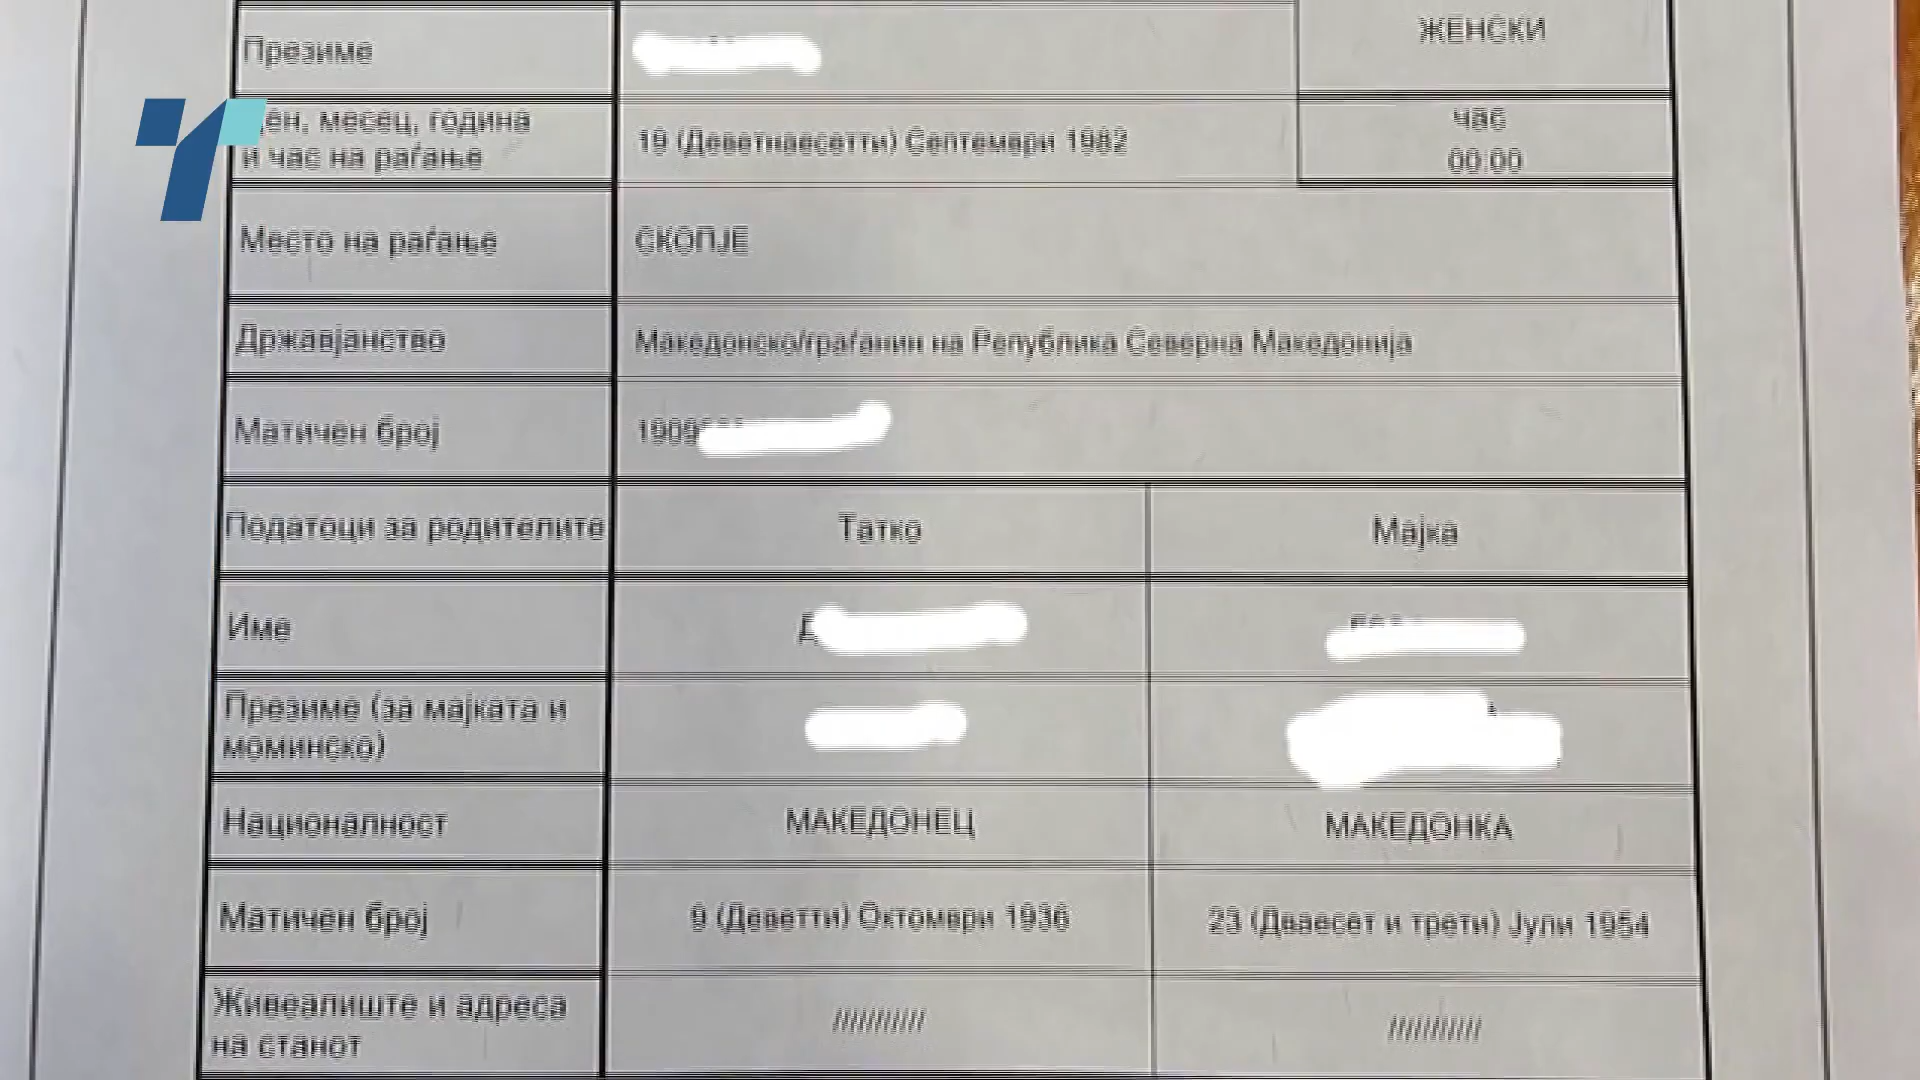 Презиме
ЖЕНСКИ
ден, месец, година
и час на раѓање
19 (Деветнаесетти) Септември 1982
час
00:00
Место на раѓање
СКОПЈЕ
Државјанство
Македонско/граѓанин на Република Северна Македонија
Матичен број
1909
Податоци за родителите
Татко
Мајка
Име
Д
Презиме (за мајката и
моминско)
Националност
МАКЕДОНЕЦ
МАКЕДОНКА
Матичен број
9 (Деветти) Октомври 1936
23 (Дваесет и трети) Јули 1954
Живеалиште и адреса
на станот
///////////
///////////